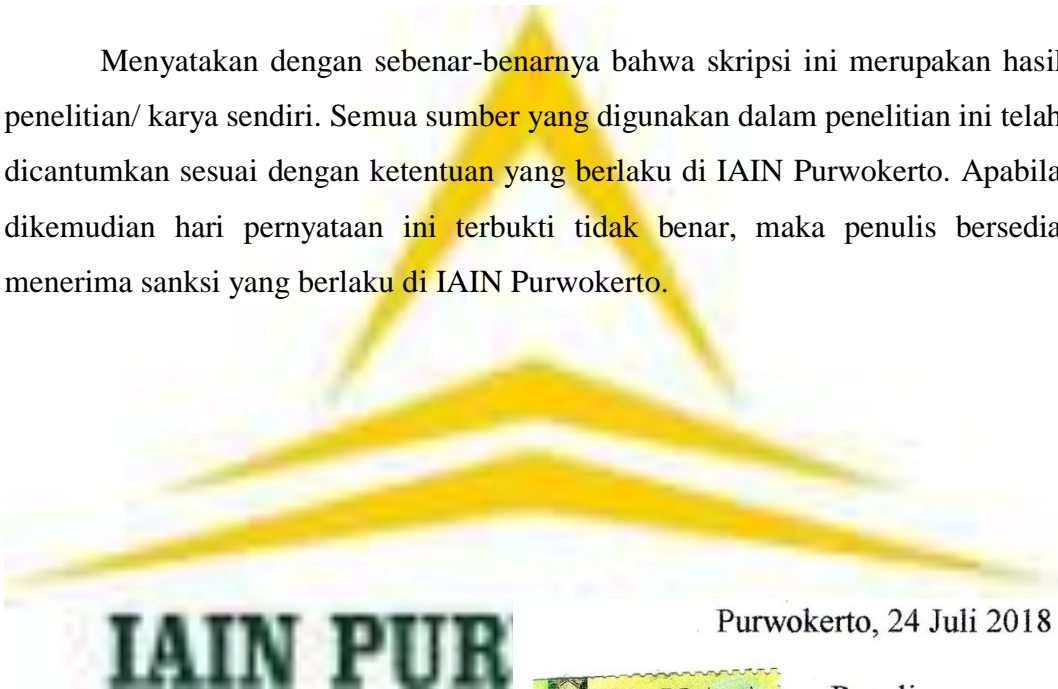 Menyatakan dengan sebenar-benarnya bahwa skripsi ini merupakan hasil
penelitian/ karya sendiri. Semua sumber yang digunakan dalam penelitian ini telah
dicantumkan sesuai dengan ketentuan yang berlaku di IAIN Purwokerto. Apabila
dikemudian hari pernyataan ini terbukti tidak benar, maka penulis bersedia
menerima sanksi yang berlaku di IAIN Purwokerto.
Purwokerto, 24 Juli 2018
IAIN PUR